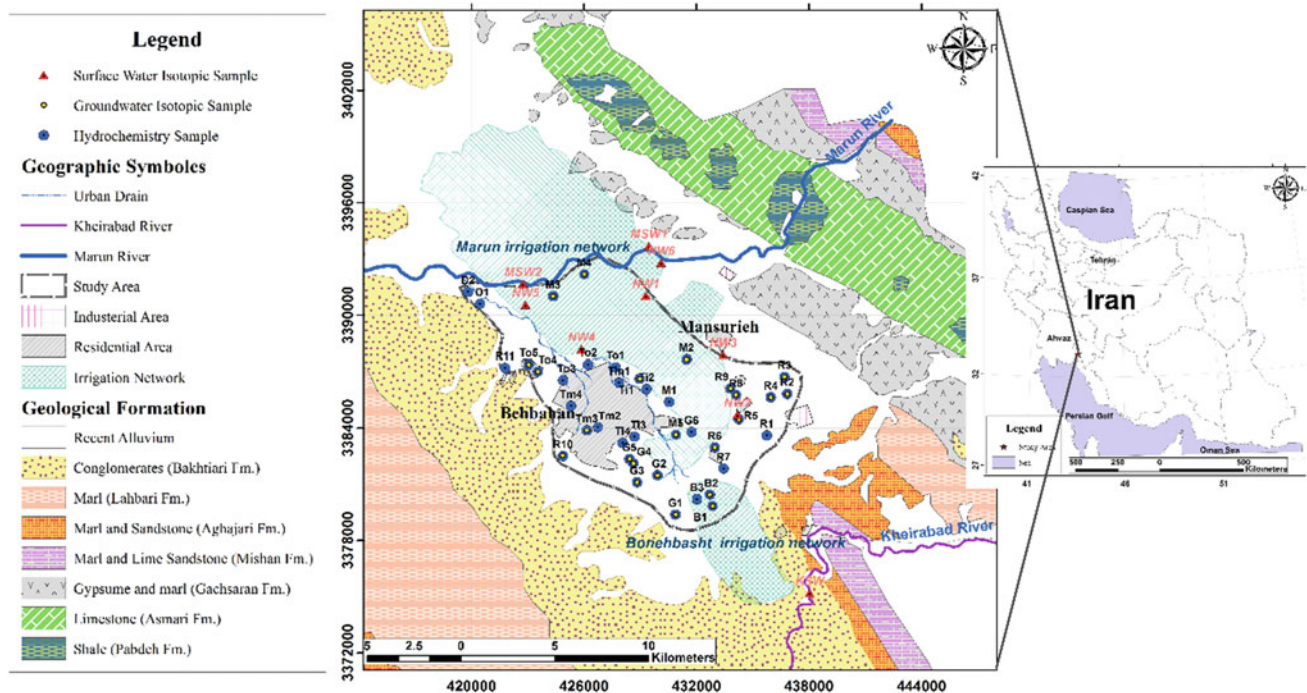 Legend
Surface Water Isotopic Sample
Groundwater Isotopic Sample
Hydrochemistry Sample
Geographic Symboles
Urban Drain
Kheirabad River
Marun River
Study Area
Industerial Area
Residential Area
Irrigation Network
Geological Formation
Recent Alluvium
Conglomerates (Bakhtiari Fm.)
Marl (Lahbari Fm.)
Marl and Sandstone (Aghajari Fm.)
Marl and Lime Sandstone (Mishan Fm.)
Gypsume and marl (Gachsaran Fm.)
Limestone (Asmari Fm.)
Shale (Pabdeh Fm.)
3402000
3396000
3390000
3384000
3378000
3372000
420000
426000
432000
438000
444000
N
W
S
Marun River
Marun irrigation network
MSW1
NW6
MSW2
NW5
NW1
M4
M3
D2
D1
Mansurieh
NW3
NW4
M2
To2
To1
To5
To4
R11
To3
Tm1
Ti1
Ti2
M1
R3
R9
R8
R4
R2
Tm4
Behbahan
Tm3
Tm2
R5
R1
G6
M5
Ti4
Ti3
R10
R6
R7
G5
G4
G3
G2
B3
B2
G1
B1
Bonehbasht irrigation network
Kheirabad River
5
2.5
0
5
10
Kilometers
42
37
32
27
41
46
51
Caspian Sea
Tehran
Iran
Ahvaz
Persian Golf
Oman Sea
Legend
Study Area
Sea
500
250
0
500
Kilometers